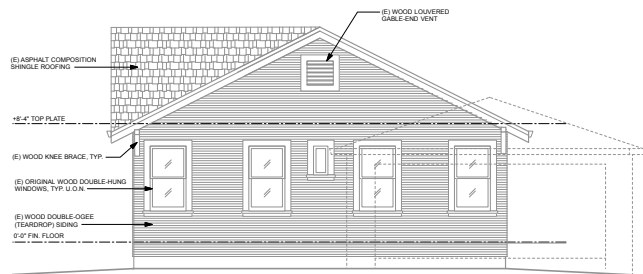 (E) WOOD LOUVERED
GABLE-END VENT
(E) ASPHALT COMPOSITION
SHINGLE ROOFING
+8'-4" TOP PLATE
(E) WOOD KNEE BRACE, TYP.
(E) ORIGINAL WOOD DOUBLE-HUNG
WINDOWS, TYP. U.O.N.
(E) WOOD DOUBLE-OGEE
(TEARDROP) SIDING
0'-0" FIN. FLOOR